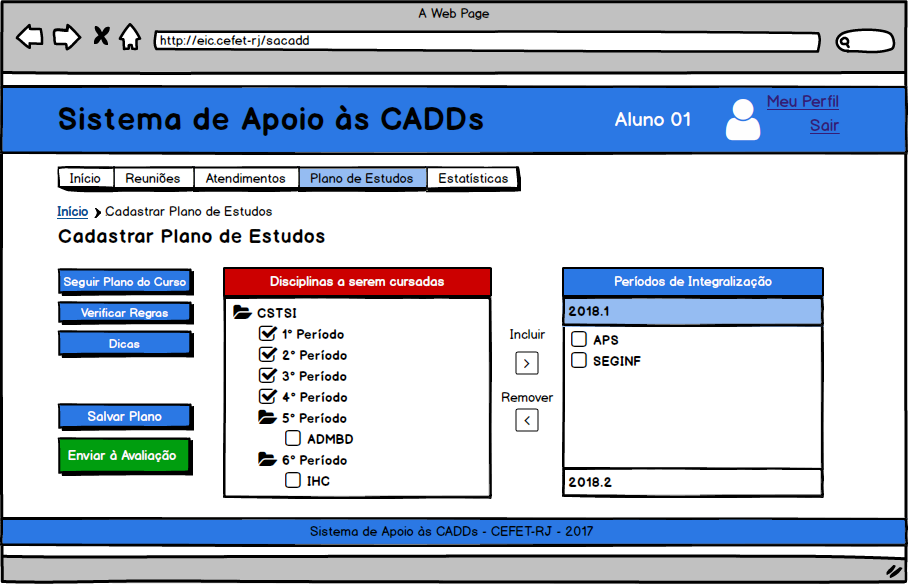 A Web Page
http://eic.cefet-rj/sacadd
Sistema de Apoio às CADDs
Aluno 01
Meu Perfil
Sair
Início
Reuniões
Atendimentos
Plano de Estudos
Estatísticas
Início
Cadastrar Plano de Estudos
Cadastrar Plano de Estudos
Seguir Plano do Curso
Verificar Regras
Dicas
Salvar Plano
Enviar à Avaliação
Disciplinas a serem cursadas
CSTSI
1º Período
2º Período
3º Período
4º Período
5º Período
ADMBD
6º Período
IHC
Incluir
>
Remover
<
Períodos de Integralização
2018.1
APS
SEGINF
2018.2
Sistema de Apoio às CADDs - CEFET-RJ - 2017